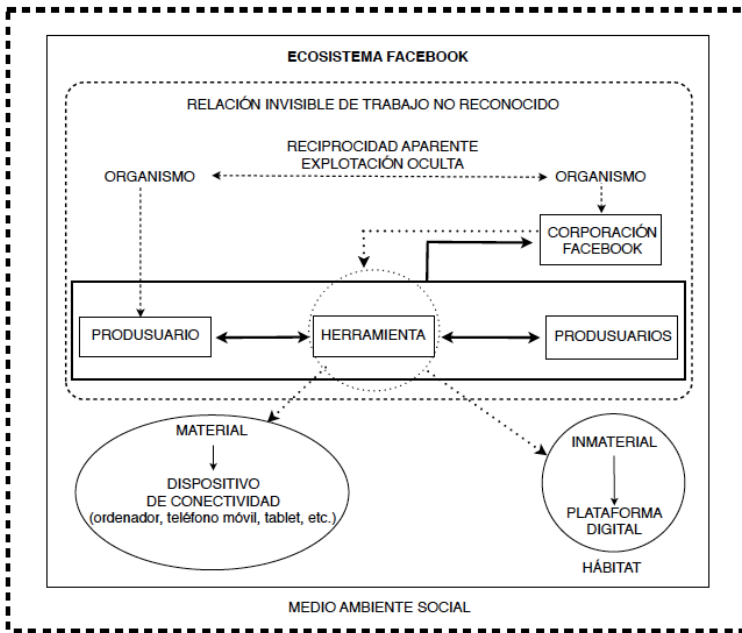 ECOSISTEMA FACEBOOK
RELACIÓN INVISIBLE DE TRABAJO NO RECONOCIDO
RECIPROCIDAD APARENTE
EXPLOTACIÓN OCULTA
ORGANISMO
ORGANISMO
CORPORACIÓN
FACEBOOK
PRODUSUARIO
HERRAMIENTA
PRODUSUARIOS
MATERIAL
DISPOSITIVO
DE CONECTIVIDAD
(ordenador, teléfono móvil, tablet, etc.)
INMATERIAL
PLATAFORMA
DIGITAL
HÁBITAT
MEDIO AMBIENTE SOCIAL